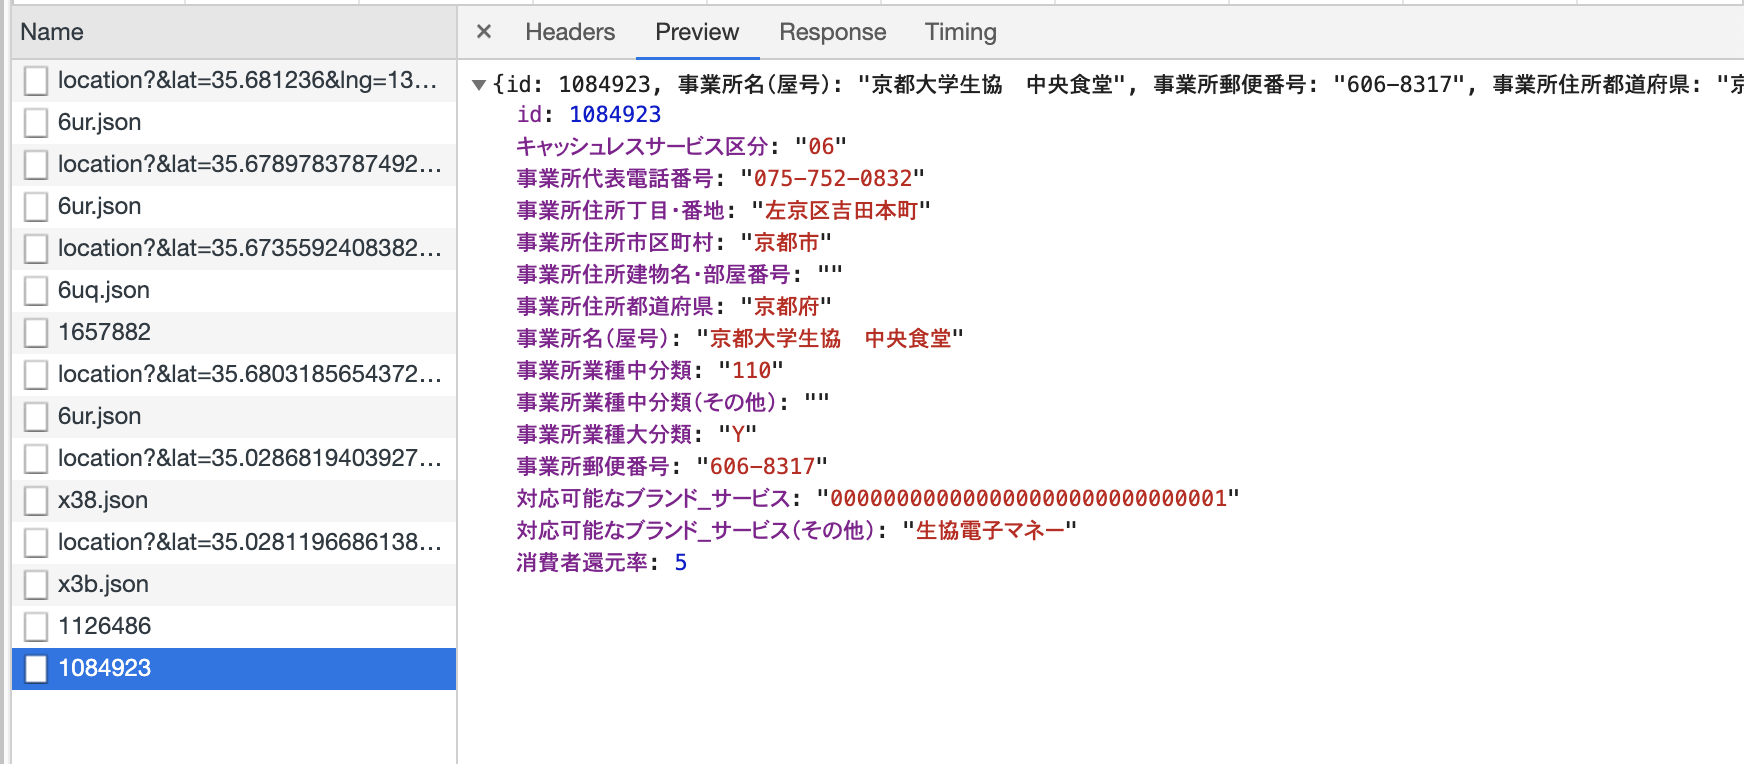 Name
location?&lat=35.681236&lng=13...
6ur.json
location?&lat=35.6789783787492...
6ur.json
location?&lat=35.6735592408382...
6uq.json
1657882
location?&lat=35.6803185654372...
6ur.json
location?&lat=35.0286819403927...
x38.json
location?&lat=35.0281196686138...
x3b.json
1126486
1084923
× Headers Preview Response Timing
▼{id: 1084923, 事業所名(屋号): "京都大学生協　中央食堂", 事業所郵便番号: "606-8317", 事業所住所都道府県: "京
id: 1084923
キャッシュレスサービス区分: "06"
事業所代表電話番号: "075-752-0832"
事業所住所丁目・番地: "左京区吉田本町"
事業所住所市区町村: "京都市"
事業所住所建物名・部屋番号: ""
事業所住所都道府県: "京都府"
事業所名(屋号): "京都大学生協　中央食堂"
事業所業種中分類: "110"
事業所業種中分類(その他): ""
事業所業種大分類: "Y"
事業所郵便番号: "606-8317"
対応可能なブランド_サービス: "000000000000000000000000000001"
対応可能なブランド_サービス(その他): "生協電子マネー"
消費者還元率: 5